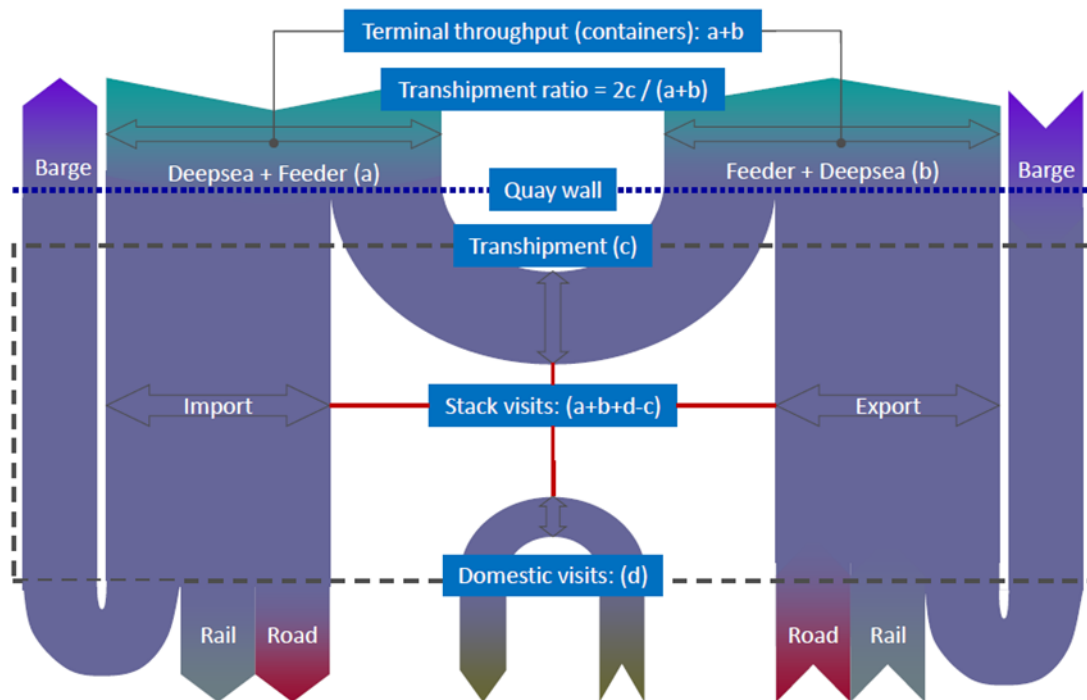 Terminal throughput (containers): a+b
Transhipment ratio = 2c / (a+b)
Barge
Deepsea + Feeder (a)
Feeder + Deepsea (b)
Barge
Quay wall
Transhipment (c)
Import
Stack visits: (a+b+d-c)
Export
Domestic visits: (d)
Rail
Road
Road
Rail